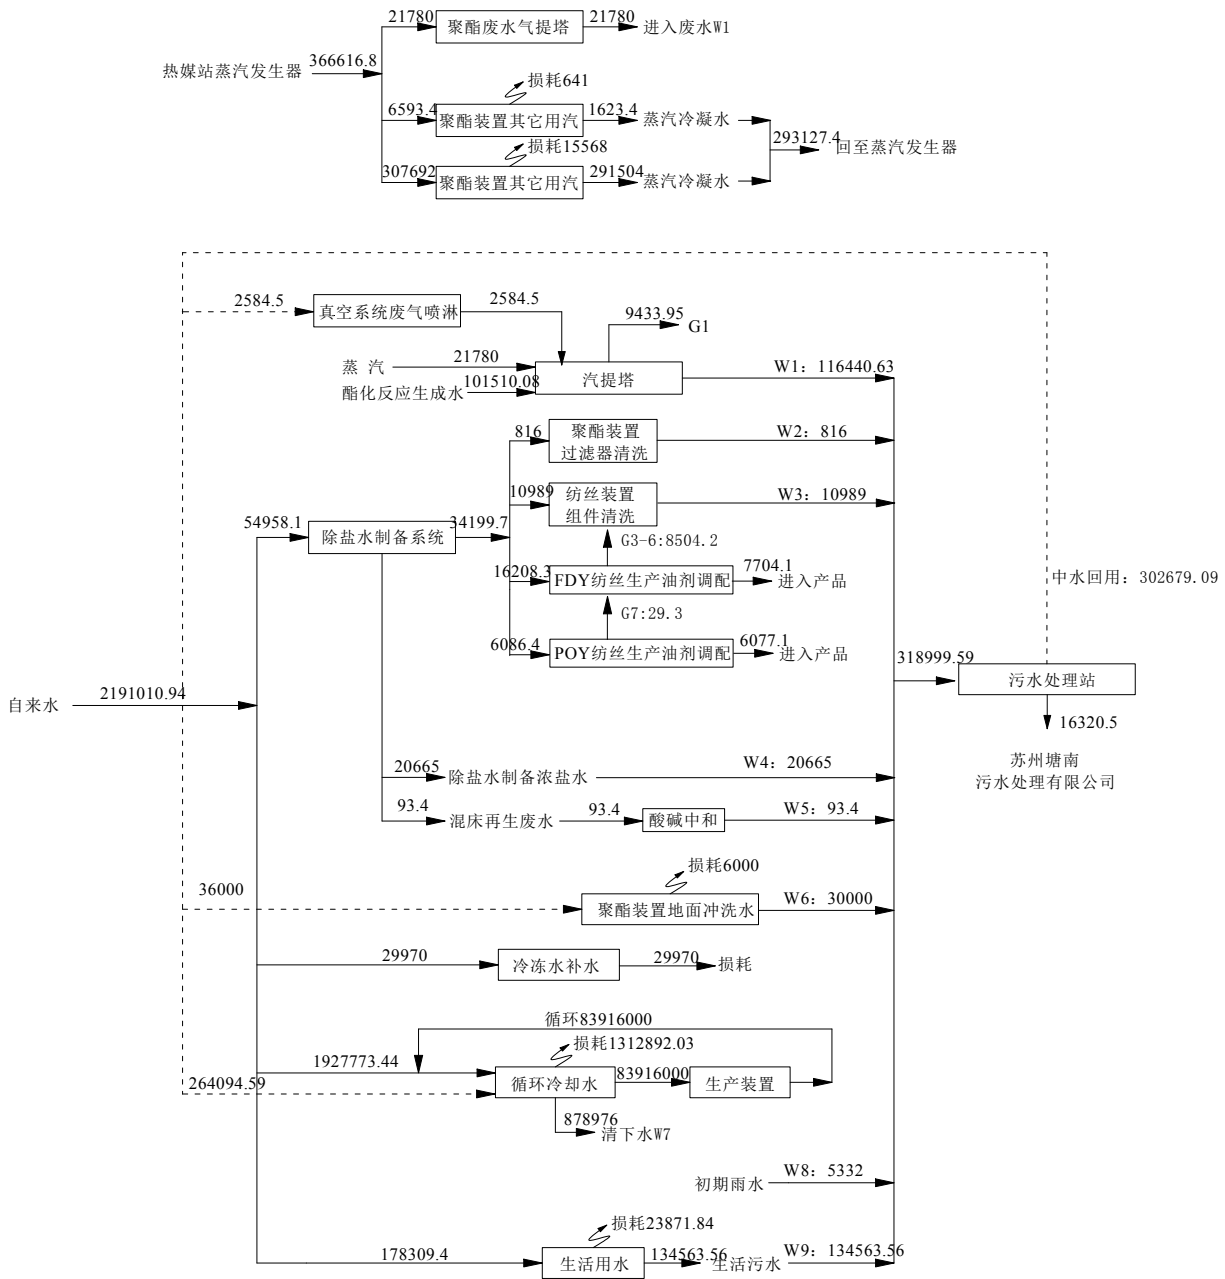 21780
聚酯废水气提塔
21780
进入废水W1
热媒站蒸汽发生器
366616.8
损耗641
6593.4
聚酯装置其它用汽
1623.4
蒸汽冷凝水
293127.4
回至蒸汽发生器
损耗15568
307692
聚酯装置其它用汽
291504
蒸汽冷凝水
2584.5
真空系统废气喷淋
2584.5
9433.95
G1
蒸 汽
21780
汽提塔
W1：116440.63
酯化反应生成水
101510.08
816
聚酯装置
过滤器清洗
W2：816
10989
纺丝装置
组件清洗
W3：10989
54958.1
除盐水制备系统
34199.7
G3-6:8504.2
16208.3
FDY纺丝生产油剂调配
7704.1
进入产品
中水回用：302679.09
G7:29.3
6086.4
POY纺丝生产油剂调配
6077.1
进入产品
318999.59
污水处理站
自来水
2191010.94
16320.5
苏州塘南
污水处理有限公司
20665
除盐水制备浓盐水
W4：20665
93.4
混床再生废水
93.4
酸碱中和
W5：93.4
损耗6000
36000
聚酯装置地面冲洗水
W6：30000
29970
冷冻水补水
29970
损耗
循环83916000
损耗1312892.03
1927773.44
264094.59
循环冷却水
83916000
生产装置
878976
清下水W7
初期雨水
W8：5332
损耗23871.84
178309.4
生活用水
134563.56
生活污水
W9：134563.56